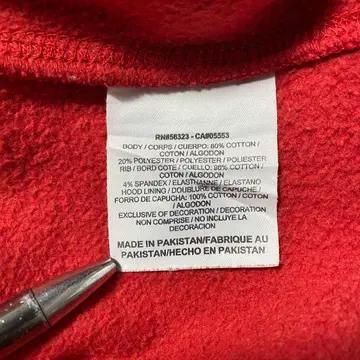 RN#56323 - CA#05553
BODY / CORPS / CUERPO: 80% COTTON /
COTON / ALGODON
20% POLYESTER / POLYESTER / POLIESTER
RIB / BORD COTE / CUELLO: 96% COTTON /
COTON / ALGODON
4% SPANDEX / ELASTHANNE / ELASTANO
HOOD LINING / DOUBLURE DE CAPUCHE /
FORRO DE CAPUCHA: 100% COTTON / COTON
/ ALGODON
EXCLUSIVE OF DECORATION / DECORATION
NON COMPRISE / NO INCLUYE LA
DECORACION
MADE IN PAKISTAN/FABRIQUE AU
PAKISTAN/HECHO EN PAKISTAN